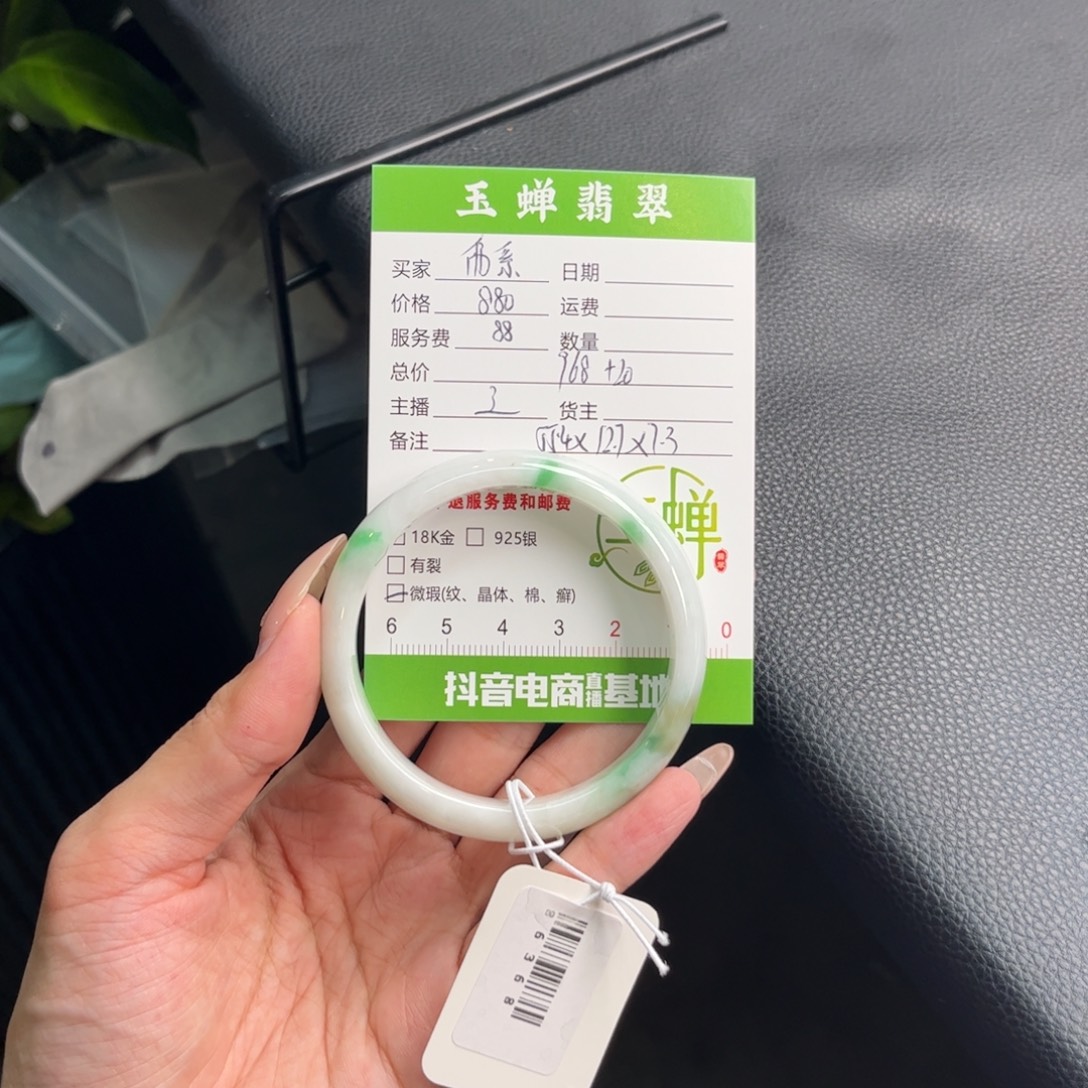 玉蝉翡翠
买家 雨系 日期
价格 880 运费
服务费 88 数量
总价 968 +20
主播 3 货主
备注 55.4x12.7x7.3
退服务费和邮费
蝉
18K金 925银
有裂
微瑕(纹、晶体、棉、癣)
6 5 4 3 2 0
抖音电商直播基地
6368